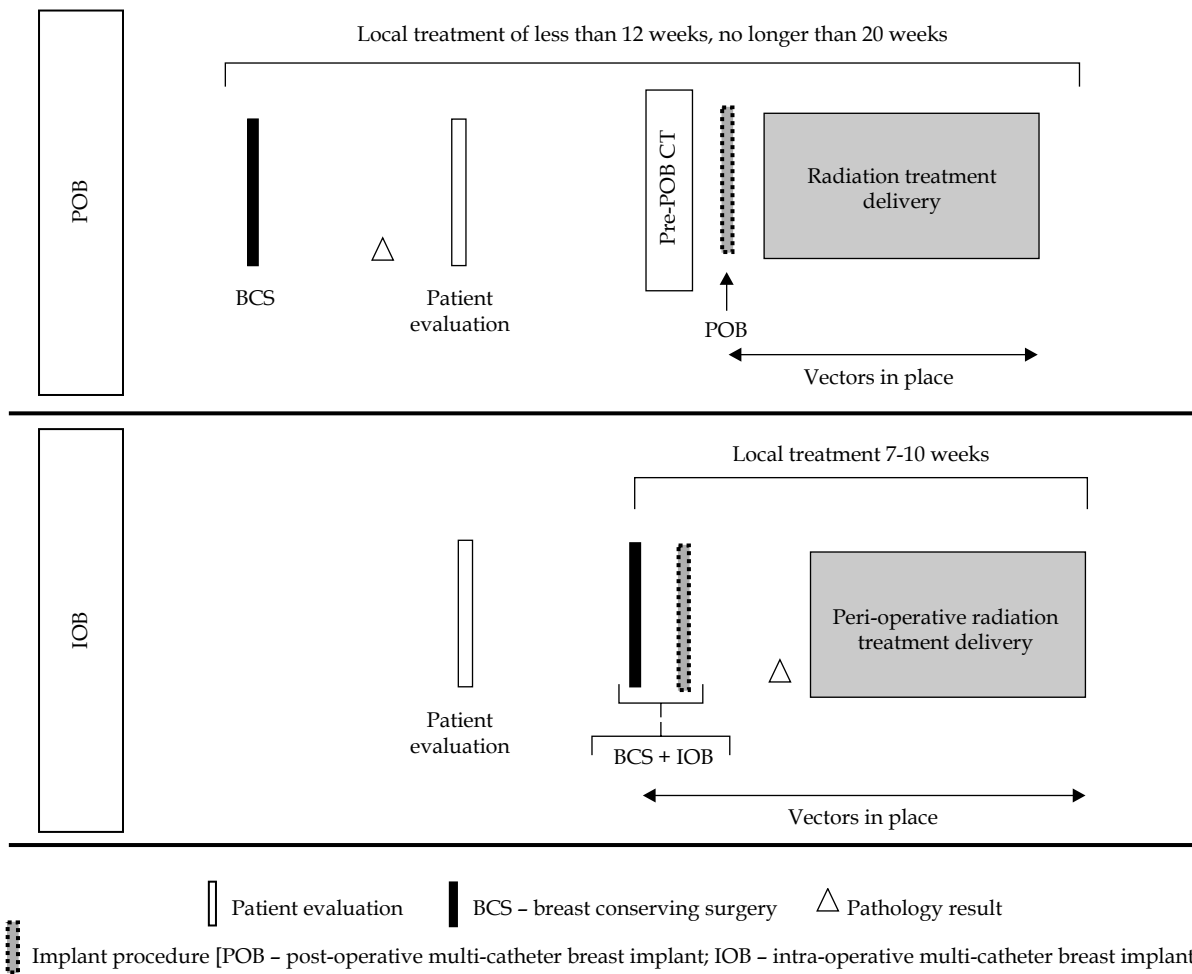 Local treatment of less than 12 weeks, no longer than 20 weeks
POB
Pre-POB CT
Radiation treatment
delivery
BCS
Patient
evaluation
POB
Vectors in place
Local treatment 7-10 weeks
IOB
Peri-operative radiation
treatment delivery
Patient
evaluation
BCS + IOB
Vectors in place
Patient evaluation
BCS – breast conserving surgery
Pathology result
Implant procedure [POB – post-operative multi-catheter breast implant; IOB – intra-operative multi-catheter breast implant